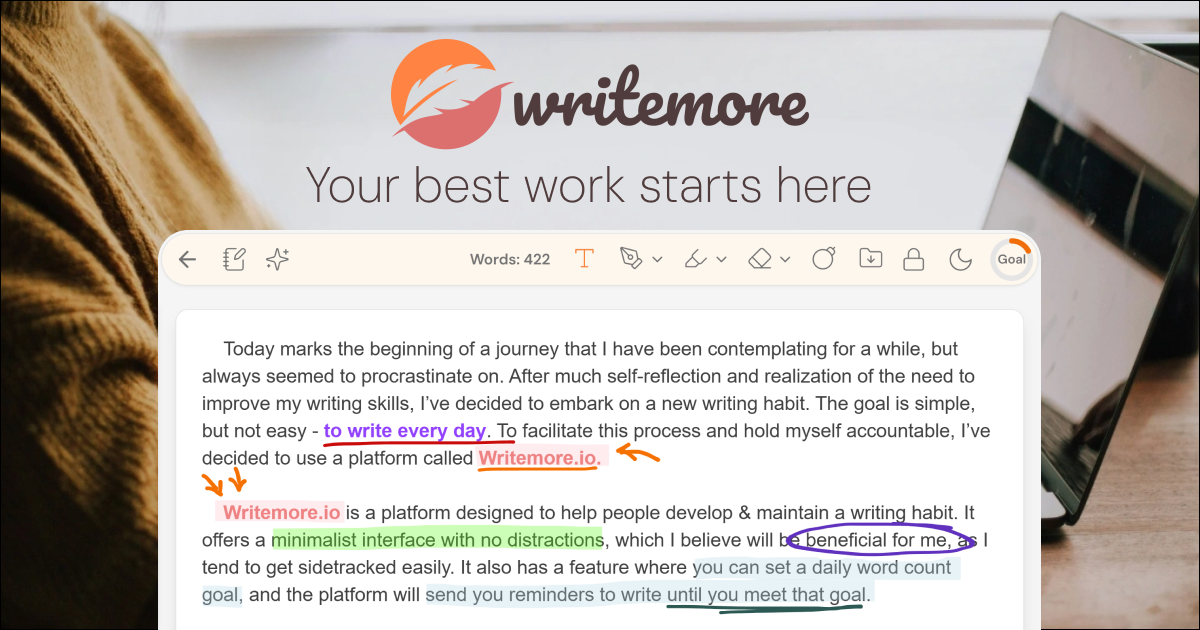 writemore
Your best work starts here
Words: 422
Goal
Today marks the beginning of a journey that I have been contemplating for a while, but
always seemed to procrastinate on. After much self-reflection and realization of the need to
improve my writing skills, I've decided to embark on a new writing habit. The goal is simple,
but not easy - to write every day. To facilitate this process and hold myself accountable, I've
decided to use a platform called Writemore.io.
Writemore.io is a platform designed to help people develop & maintain a writing habit. It
offers a minimalist interface with no distractions, which I believe will be beneficial for me, as I
tend to get sidetracked easily. It also has a feature where you can set a daily word count
goal, and the platform will send you reminders to write until you meet that goal.